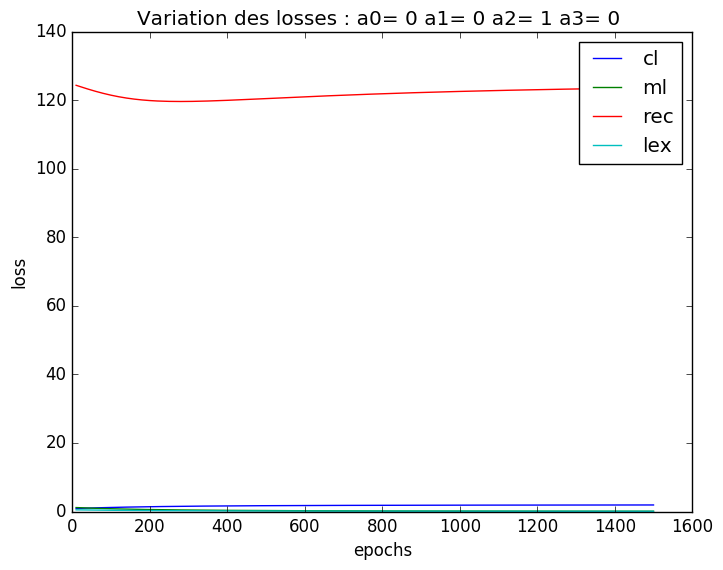 Variation des losses : a0= 0 a1= 0 a2= 1 a3= 0
140
120
100
80
60
40
20
0
loss
cl
ml
rec
lex
0 200 400 600 800 1000 1200 1400 1600
epochs